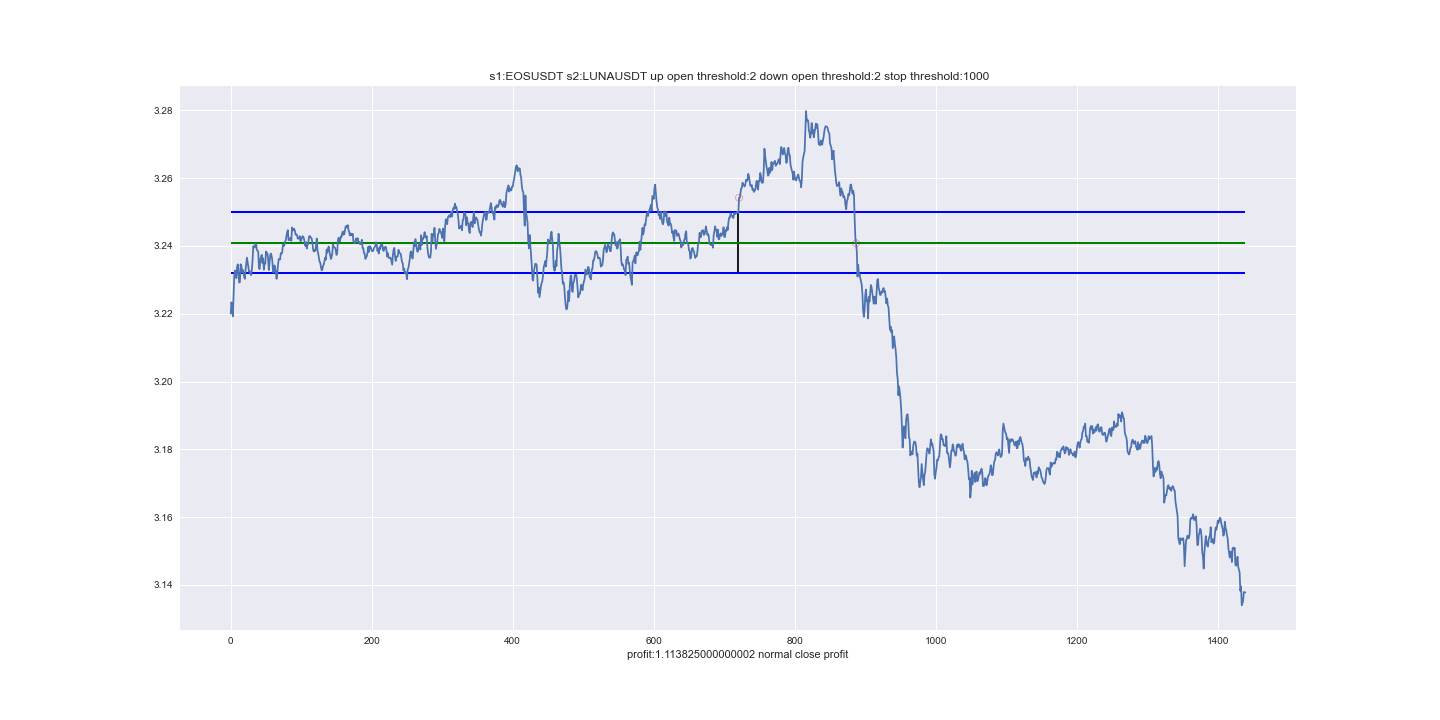 s1:EOSUSDT s2:LUNAUSDT up open threshold:2 down open threshold:2 stop threshold:1000
3.28
3.26
3.24
3.22
3.20
3.18
3.16
3.14
0 200 400 600 800 1000 1200 1400
profit:1.113825000000002 normal close profit